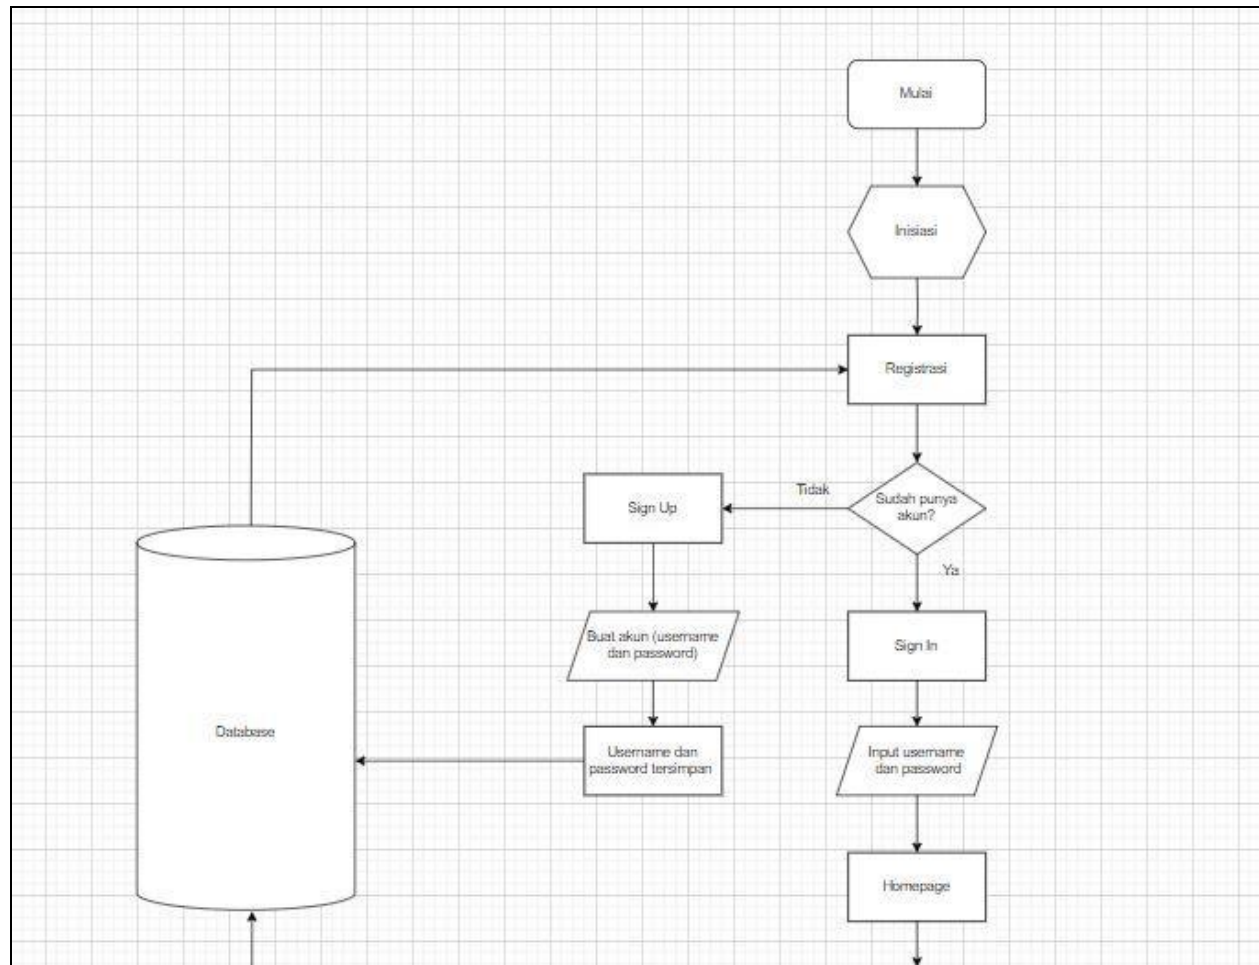 Mulai
Inisiasi
Registrasi
Sudah punya
akun?
Tidak
Ya
Sign Up
Sign In
Buat akun (username
dan password)
Input username
dan password
Username dan
password tersimpan
Database
Homepage